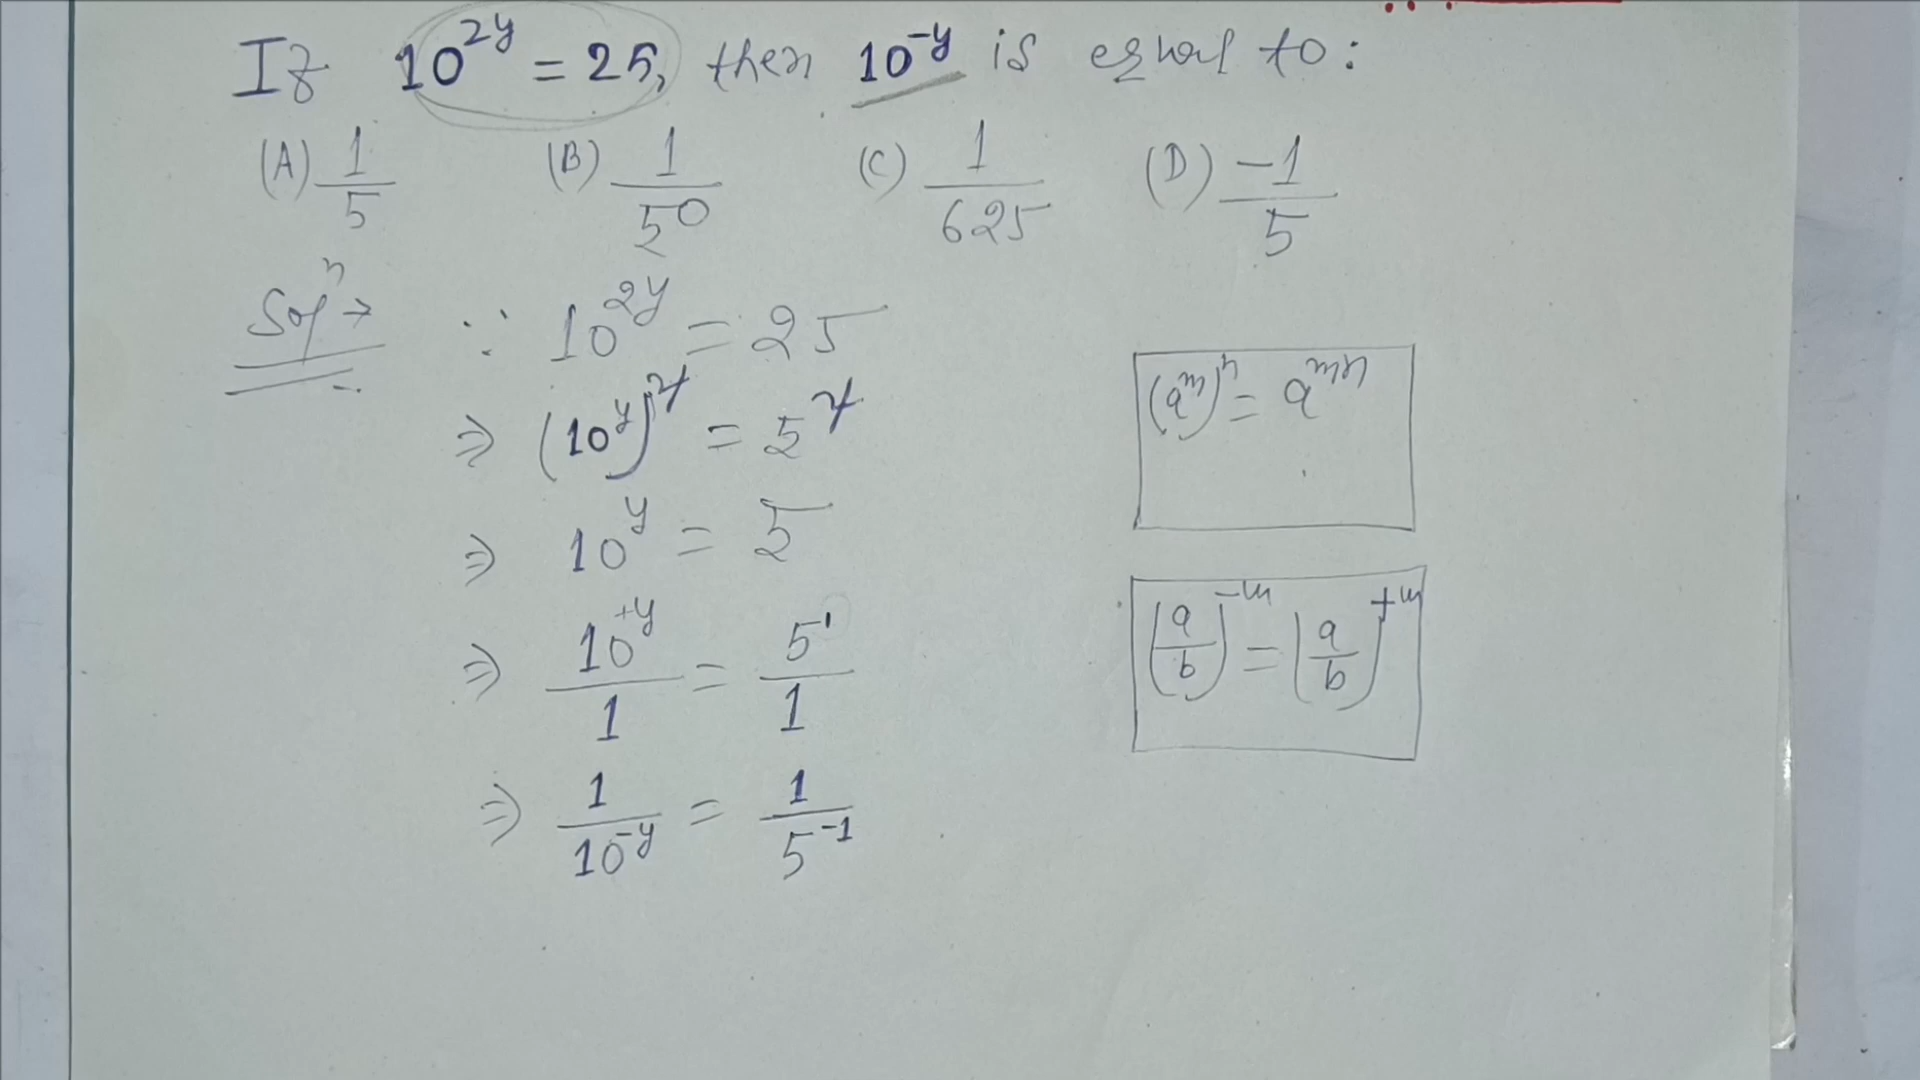 If 10^{2y} = 25, then 10^{-y} is equal to:
(A) 1/5 (B) 1/50 (C) 1/625 (D) -1/5
Sol^n → ∵ 10^{2y} = 25
⇒ (10^y)^2 = 5^2
⇒ 10^y = 5
⇒ 10^{+y}/1 = 5^1/1
⇒ 1/10^{-y} = 1/5^{-1}
(a^m)^n = a^{mn}
(a/b)^{-m} = (a/b)^{+m}